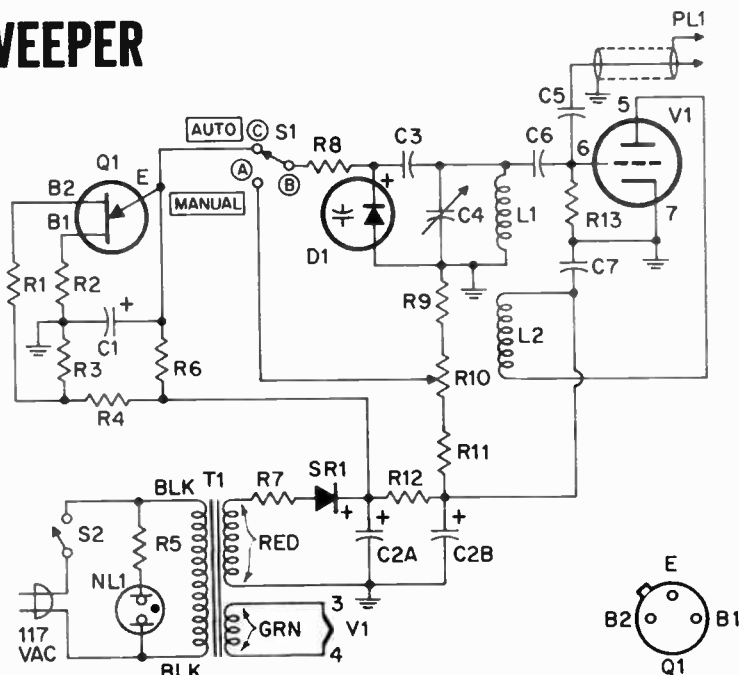 WEEPER
PL1
C5
5
V1
AUTO
C
S1
R8
C3
C6
6
Q1
E
A
B
B2
MANUAL
B1
C4
L1
R13
7
D1
R1
R2
C7
R9
+
C1
L2
R3
R6
R10
R4
R11
BLK
T1
R7
SR1
R12
S2
R5
RED
C2A
C2B
NL1
E
3
B2
B1
GRN
V1
117
VAC
4
BLK
Q1